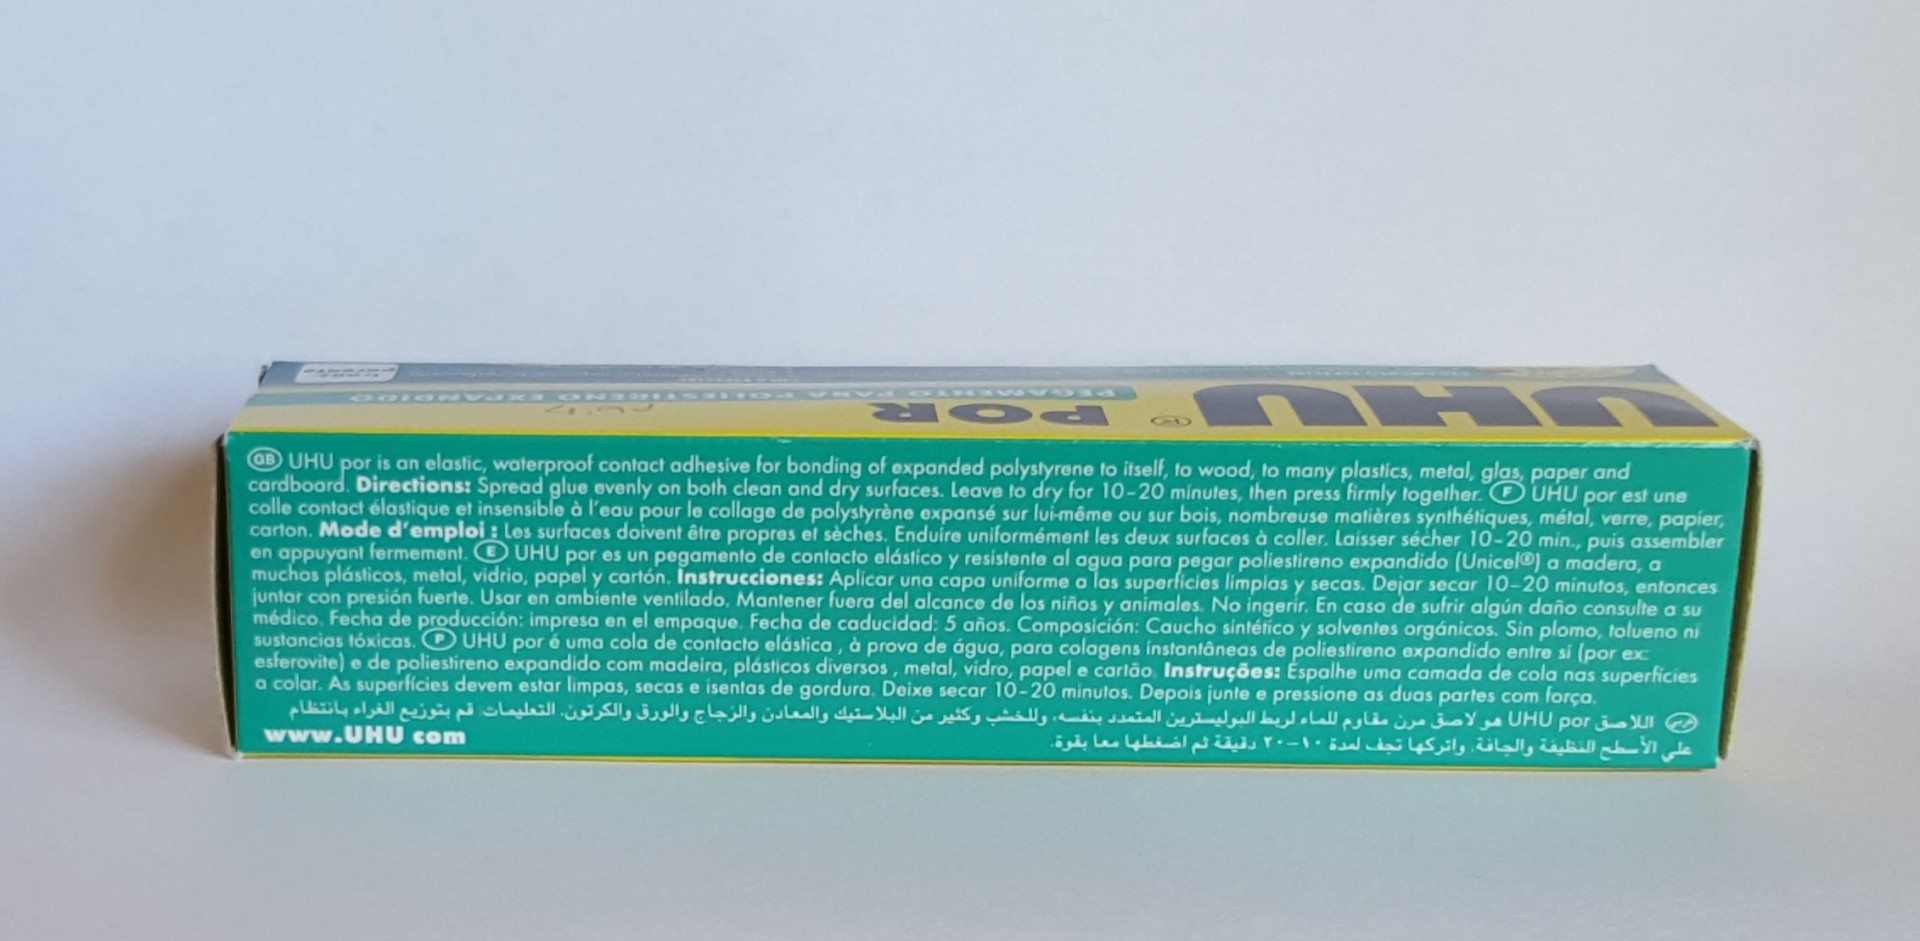 UHU® POR
PEGAMENTO PARA POLIESTIRENO EXPANDIDO
GB UHU por is an elastic, waterproof contact adhesive for bonding of expanded polystyrene to itself, to wood, to many plastics, metal, glas, paper and
cardboard. Directions: Spread glue evenly on both clean and dry surfaces. Leave to dry for 10-20 minutes, then press firmly together. F UHU por est une
colle contact élastique et insensible à l'eau pour le collage de polystyrène expansé sur lui-même ou sur bois, nombreuse matières synthétiques, métal, verre, papier,
carton. Mode d'emploi : Les surfaces doivent être propres et sèches. Enduire uniformément les deux surfaces à coller. Laisser sécher 10-20 min., puis assembler
en appuyant fermement. E UHU por es un pegamento de contacto elástico y resistente al agua para pegar poliestireno expandido (Unicel®) a madera, a
muchos plásticos, metal, vidrio, papel y cartón. Instrucciones: Aplicar una capa uniforme a las superficies limpias y secas. Dejar secar 10-20 minutos, entonces
juntar con presión fuerte. Usar en ambiente ventilado. Mantener fuera del alcance de los niños y animales. No ingerir. En caso de sufrir algún daño consulte a su
médico. Fecha de producción: impresa en el empaque. Fecha de caducidad: 5 años. Composición: Caucho sintético y solventes orgánicos. Sin plomo, tolueno ni
sustancias tóxicas. P UHU por é uma cola de contacto elástica , à prova de água, para colagens instantâneas de poliestireno expandido entre si (por ex:
esferovite) e de poliestireno expandido com madeira, plásticos diversos , metal, vidro, papel e cartão. Instruções: Espalhe uma camada de cola nas superfícies
a colar. As superfícies devem estar limpas, secas e isentas de gordura. Deixe secar 10-20 minutos. Depois junte e pressione as duas partes com força.
عربي اللاصق UHU por هو لاصق مرن مقاوم للماء لربط البوليسترين المتمدد بنفسه، وللخشب وكثير من البلاستيك والمعادن والزجاج والورق والكرتون. التعليمات: قم بتوزيع الغراء بانتظام
على الأسطح النظيفة والجافة. واتركها تجف لمدة ١٠-٢٠ دقيقة ثم اضغطها معا بقوة.
www.UHU com